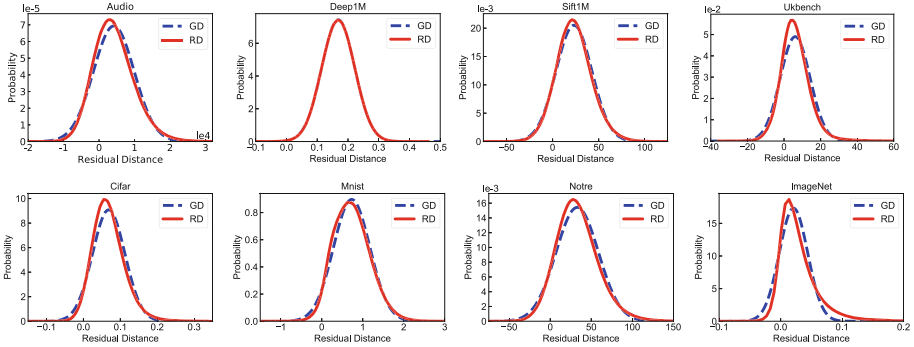 Audio
1e-5
7
6
5
4
3
2
1
0
Probability
GD
RD
1e4
−2 −1 0 1 2 3
Residual Distance
Deep1M
6
4
2
0
Probability
GD
RD
−0.1 0.0 0.1 0.2 0.3 0.4 0.5
Residual Distance
Sift1M
1e-3
20
15
10
5
0
Probability
GD
RD
−50 0 50 100
Residual Distance
Ukbench
1e-2
5
4
3
2
1
0
Probability
GD
RD
−40 −20 0 20 40 60
Residual Distance
Cifar
10
8
6
4
2
0
Probability
GD
RD
−0.1 0.0 0.1 0.2 0.3
Residual Distance
Mnist
0.8
0.6
0.4
0.2
0.0
Probability
GD
RD
−1 0 1 2 3
Residual Distance
Notre
1e-3
16
14
12
10
8
6
4
2
0
Probability
GD
RD
−50 0 50 100 150
Residual Distance
ImageNet
15
10
5
0
Probability
GD
RD
−0.1 0.0 0.1 0.2
Residual Distance